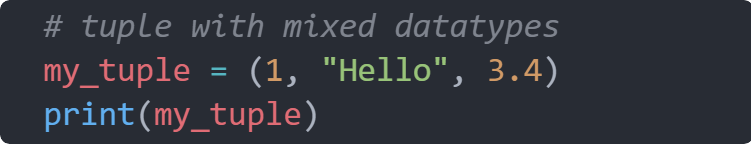 # tuple with mixed datatypes
my_tuple = (1, "Hello", 3.4)
print(my_tuple)